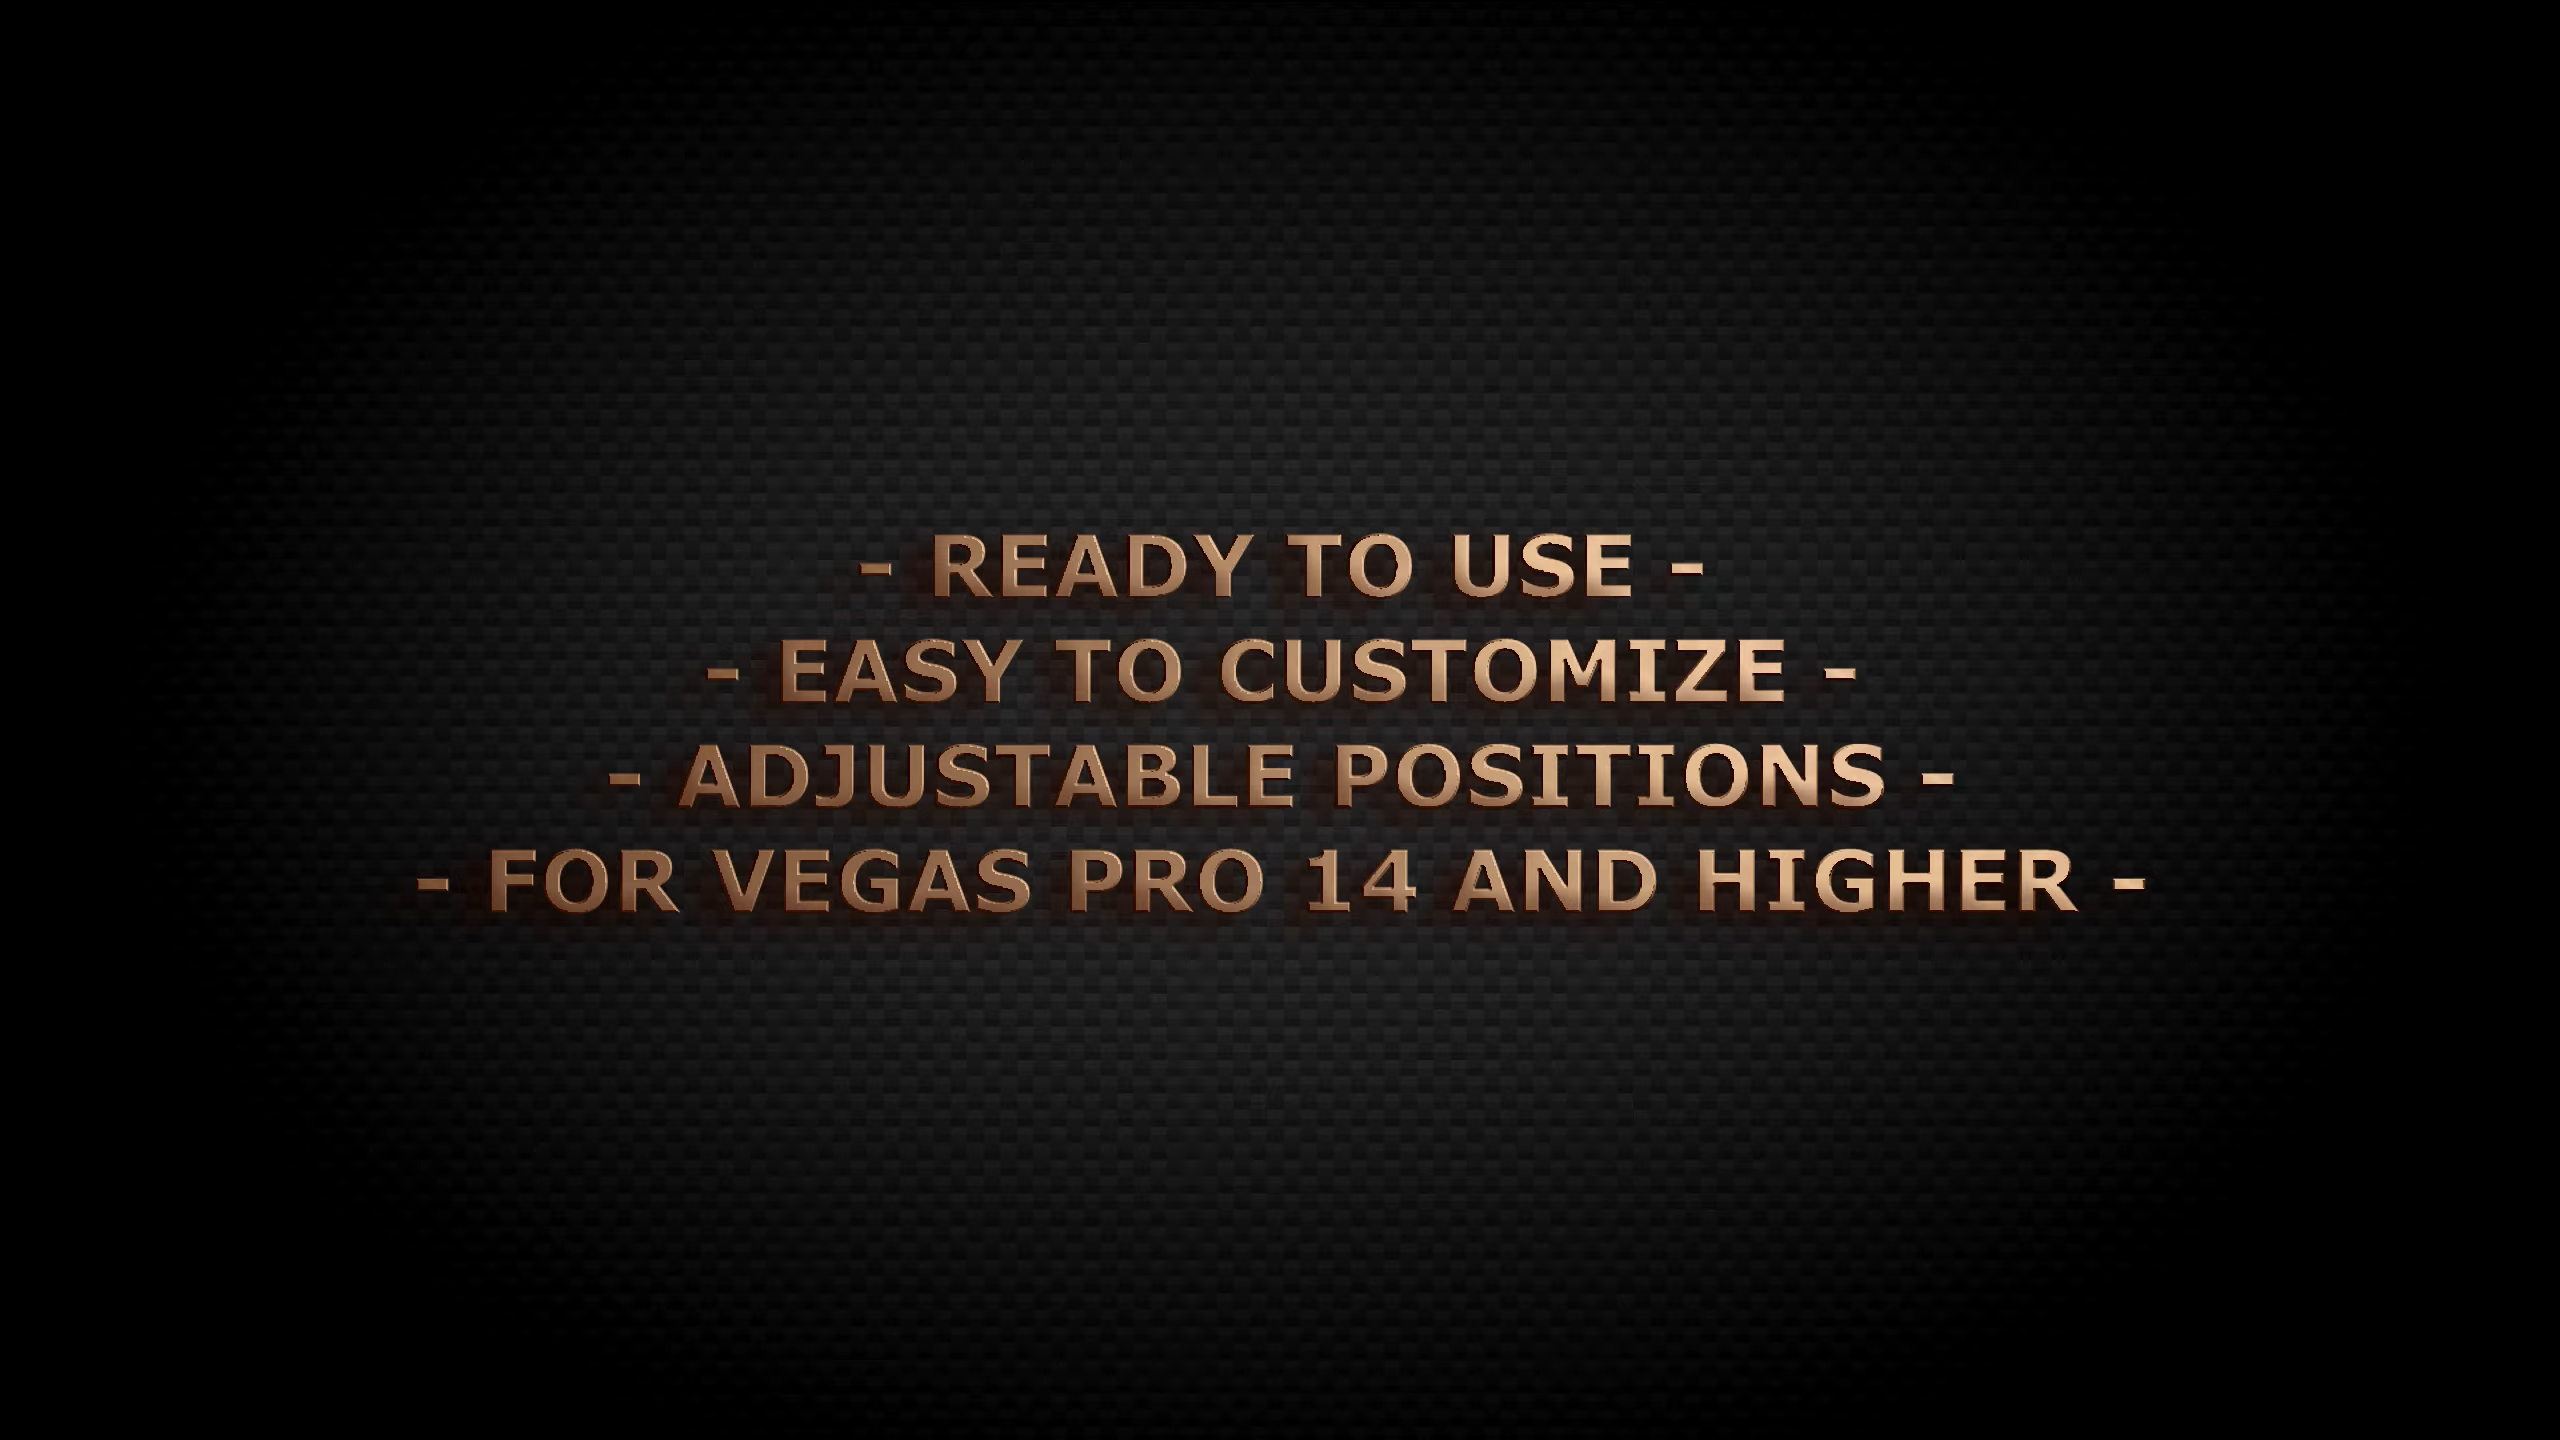 - READY TO USE -
- EASY TO CUSTOMIZE -
- ADJUSTABLE POSITIONS -
- FOR VEGAS PRO 14 AND HIGHER -